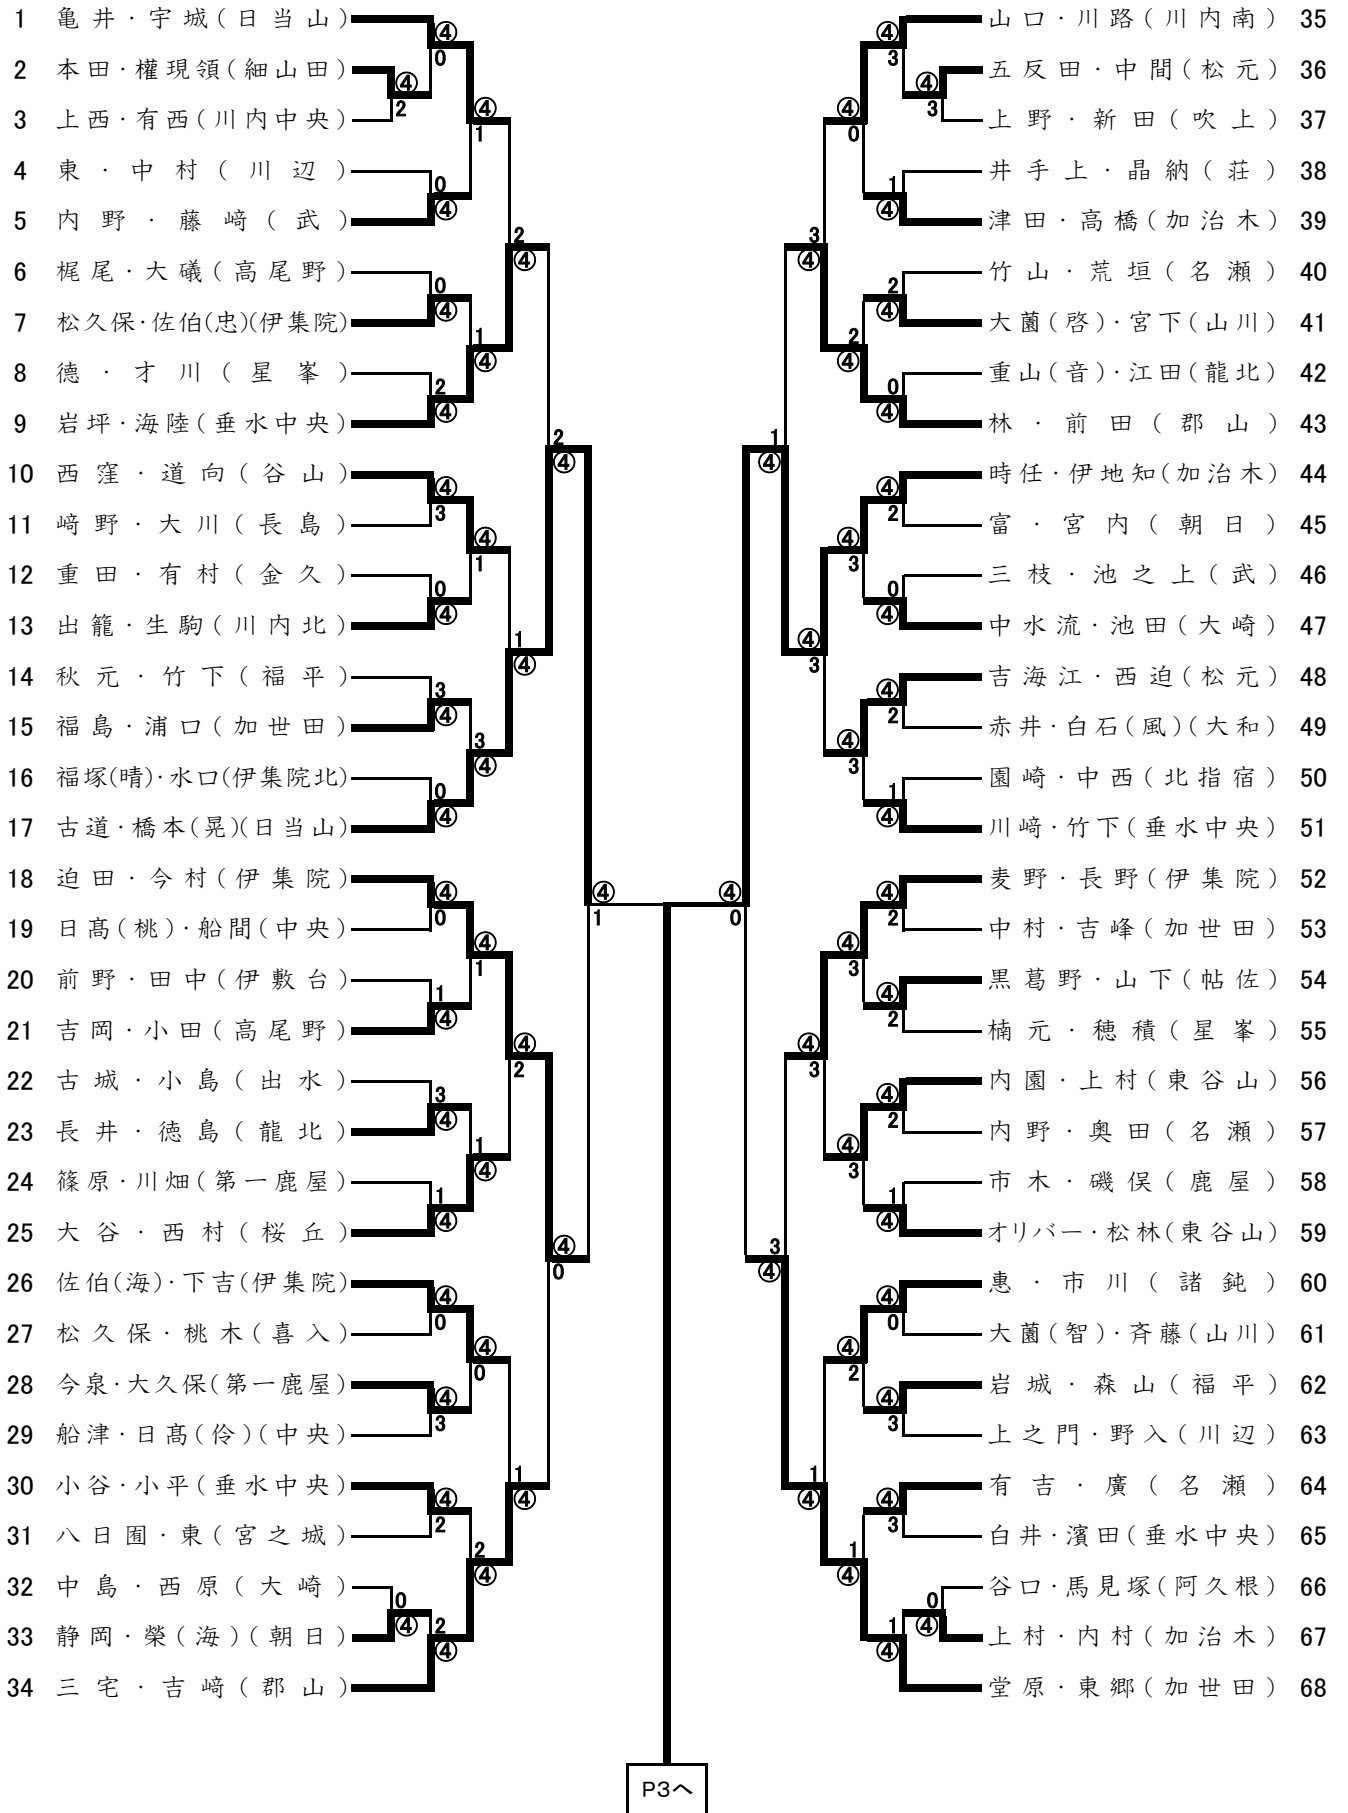 1 亀井・宇城(日当山)
2 本田・權現領(細山田)
3 上西・有西(川内中央)
4 東・中村(川辺)
5 内野・藤﨑(武)
6 梶尾・大礒(高尾野)
7 松久保・佐伯(忠)(伊集院)
8 徳・才川(星峯)
9 岩坪・海陸(垂水中央)
10 西窪・道向(谷山)
11 﨑野・大川(長島)
12 重田・有村(金久)
13 出籠・生駒(川内北)
14 秋元・竹下(福平)
15 福島・浦口(加世田)
16 福塚(晴)・水口(伊集院北)
17 古道・橋本(晃)(日当山)
18 迫田・今村(伊集院)
19 日髙(桃)・船間(中央)
20 前野・田中(伊敷台)
21 吉岡・小田(高尾野)
22 古城・小島(出水)
23 長井・徳島(龍北)
24 篠原・川畑(第一鹿屋)
25 大谷・西村(桜丘)
26 佐伯(海)・下吉(伊集院)
27 松久保・桃木(喜入)
28 今泉・大久保(第一鹿屋)
29 船津・日髙(伶)(中央)
30 小谷・小平(垂水中央)
31 八日囿・東(宮之城)
32 中島・西原(大崎)
33 静岡・榮(海)(朝日)
34 三宅・吉﨑(郡山)
山口・川路(川内南) 35
五反田・中間(松元) 36
上野・新田(吹上) 37
井手上・晶納(荘) 38
津田・高橋(加治木) 39
竹山・荒垣(名瀬) 40
大薗(啓)・宮下(山川) 41
重山(音)・江田(龍北) 42
林・前田(郡山) 43
時任・伊地知(加治木) 44
富・宮内(朝日) 45
三枝・池之上(武) 46
中水流・池田(大崎) 47
吉海江・西迫(松元) 48
赤井・白石(風)(大和) 49
園崎・中西(北指宿) 50
川﨑・竹下(垂水中央) 51
麦野・長野(伊集院) 52
中村・吉峰(加世田) 53
黒葛野・山下(帖佐) 54
楠元・穂積(星峯) 55
内園・上村(東谷山) 56
内野・奥田(名瀬) 57
市木・磯俣(鹿屋) 58
オリバー・松林(東谷山) 59
惠・市川(諸鈍) 60
大薗(智)・斉藤(山川) 61
岩城・森山(福平) 62
上之門・野入(川辺) 63
有吉・廣(名瀬) 64
白井・濱田(垂水中央) 65
谷口・馬見塚(阿久根) 66
上村・内村(加治木) 67
堂原・東郷(加世田) 68
P3へ